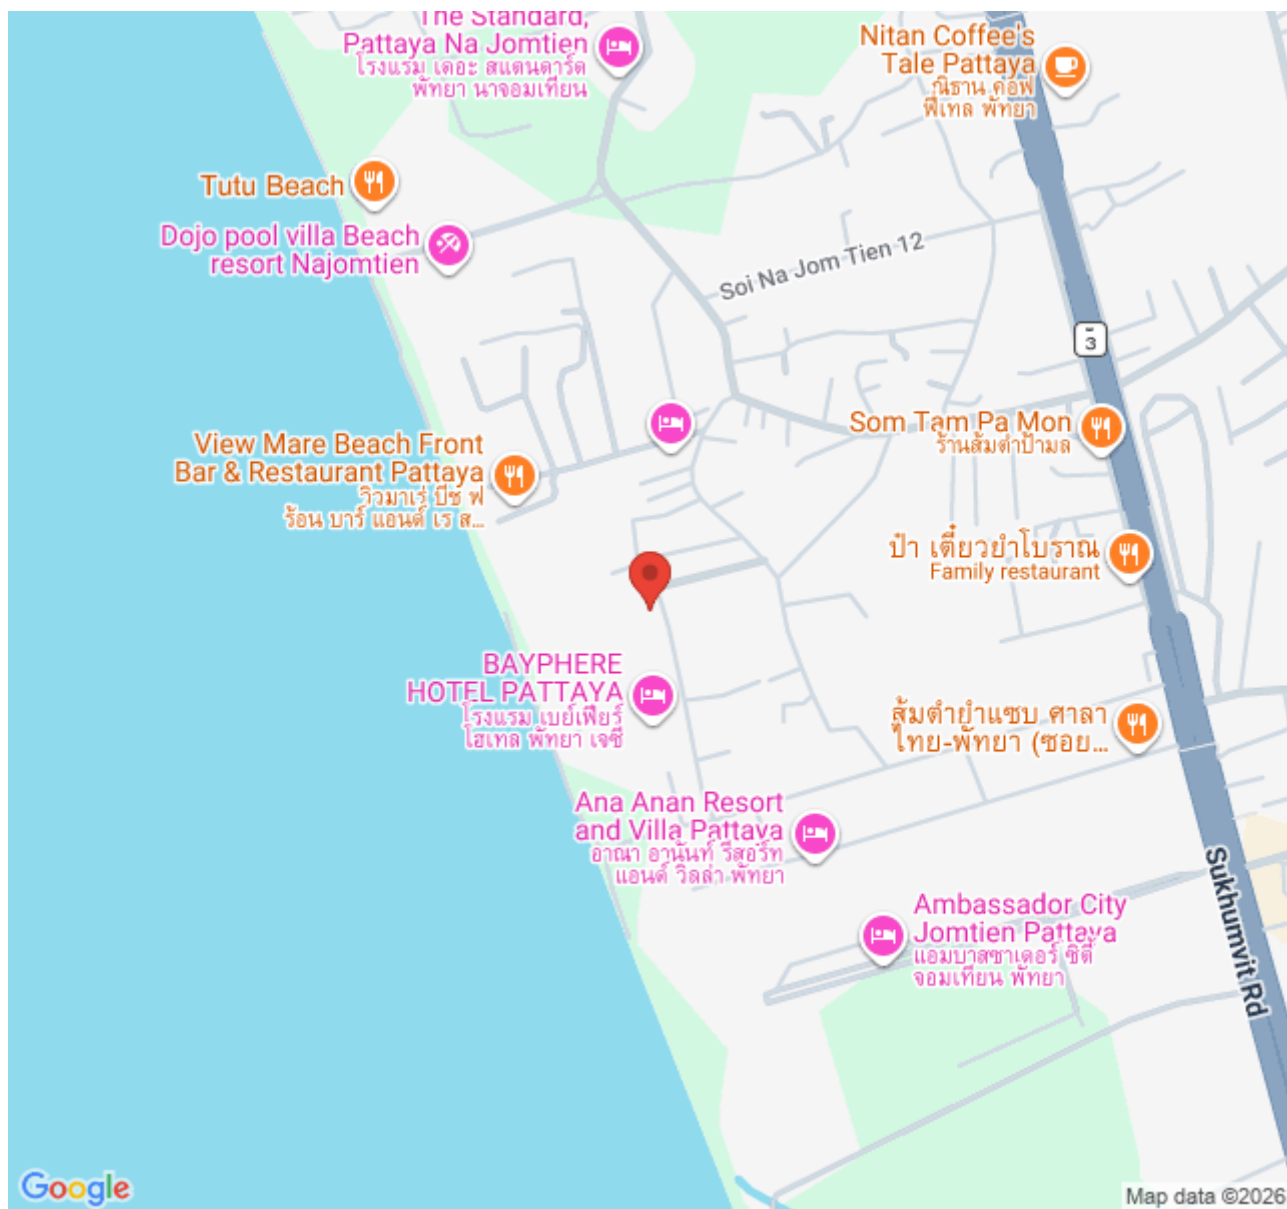 The Standard,
Pattaya Na Jomtien
โรงแรม เดอะ สแตนดาร์ด
พัทยา นาจอมเทียน
Nitan Coffee's
Tale Pattaya
ณิธาน คอฟ
ฟี่เทล พัทยา
Tutu Beach
Dojo pool villa Beach
resort Najomtien
Soi Na Jom Tien 12
3
View Mare Beach Front
Bar & Restaurant Pattaya
วิวมาเร่ บีช ฟ
ร้อน บาร์ แอนด์ เร ส...
Som Tam Pa Mon
ร้านส้มตำป้ามล
ป๋า เตี๋ยวยำโบราณ
Family restaurant
BAYPHERE
HOTEL PATTAYA
โรงแรม เบย์เฟียร์
โฮเทล พัทยา เจซี
ส้มตำยำแซบ ศาลา
ไทย-พัทยา (ซอย...
Ana Anan Resort
and Villa Pattaya
อาณา อานันท์ รีสอร์ท
แอนด์ วิลล่า พัทยา
Sukhumvit Rd
Ambassador City
Jomtien Pattaya
แอมบาสซาเดอร์ ซิตี้
จอมเทียน พัทยา
Google
Map data ©2026